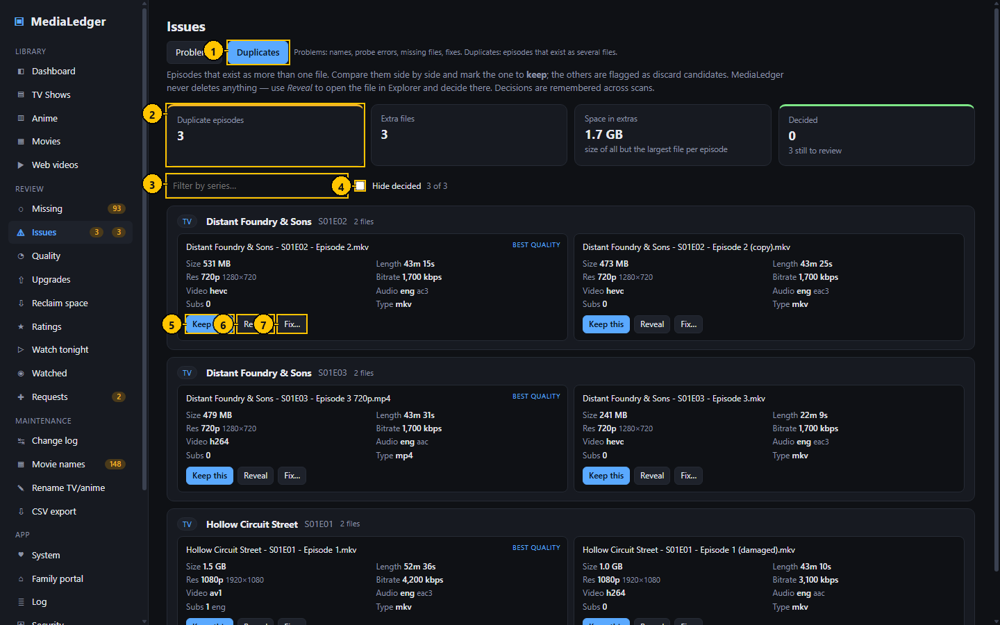 MediaLedger
LIBRARY
Dashboard
TV Shows
Anime
Movies
Web videos
REVIEW
Missing 93
Issues 3 3
Quality
Upgrades
Reclaim space
Ratings
Watch tonight
Watched
Requests 2
MAINTENANCE
Change log
Movie names 148
Rename TV/anime
CSV export
APP
System
Family portal
Log
Security
Issues
1 Duplicates Problems: names, probe errors, missing files, fixes. Duplicates: episodes that exist as several files.
Episodes that exist as more than one file. Compare them side by side and mark the one to keep; the others are flagged as discard candidates. MediaLedger
never deletes anything — use Reveal to open the file in Explorer and decide there. Decisions are remembered across scans.
2
Duplicate episodes
3
Extra files
3
Space in extras
1.7 GB
size of all but the largest file per episode
Decided
0
3 still to review
3 Filter by series... 4 Hide decided 3 of 3
TV Distant Foundry & Sons S01E02 2 files
Distant Foundry & Sons - S01E02 - Episode 2.mkv BEST QUALITY
Size 531 MB Length 43m 15s
Res 720p 1280×720 Bitrate 1,700 kbps
Video hevc Audio eng ac3
Subs 0 Type mkv
5 Keep 6 Re 7 Fix...
Distant Foundry & Sons - S01E02 - Episode 2 (copy).mkv
Size 473 MB Length 43m 25s
Res 720p 1280×720 Bitrate 1,700 kbps
Video hevc Audio eng eac3
Subs 0 Type mkv
Keep this Reveal Fix...
TV Distant Foundry & Sons S01E03 2 files
Distant Foundry & Sons - S01E03 - Episode 3 720p.mp4 BEST QUALITY
Size 479 MB Length 43m 31s
Res 720p 1280×720 Bitrate 1,700 kbps
Video h264 Audio eng aac
Subs 0 Type mp4
Keep this Reveal Fix...
Distant Foundry & Sons - S01E03 - Episode 3.mkv
Size 241 MB Length 22m 9s
Res 720p 1280×720 Bitrate 1,700 kbps
Video hevc Audio eng eac3
Subs 0 Type mkv
Keep this Reveal Fix...
TV Hollow Circuit Street S01E01 2 files
Hollow Circuit Street - S01E01 - Episode 1.mkv BEST QUALITY
Size 1.5 GB Length 52m 36s
Res 1080p 1920×1080 Bitrate 4,200 kbps
Video av1 Audio eng eac3
Subs 1 eng Type mkv
Hollow Circuit Street - S01E01 - Episode 1 (damaged).mkv
Size 1.0 GB Length 43m 10s
Res 1080p 1920×1080 Bitrate 3,100 kbps
Video h264 Audio eng aac
Subs 0 Type mkv